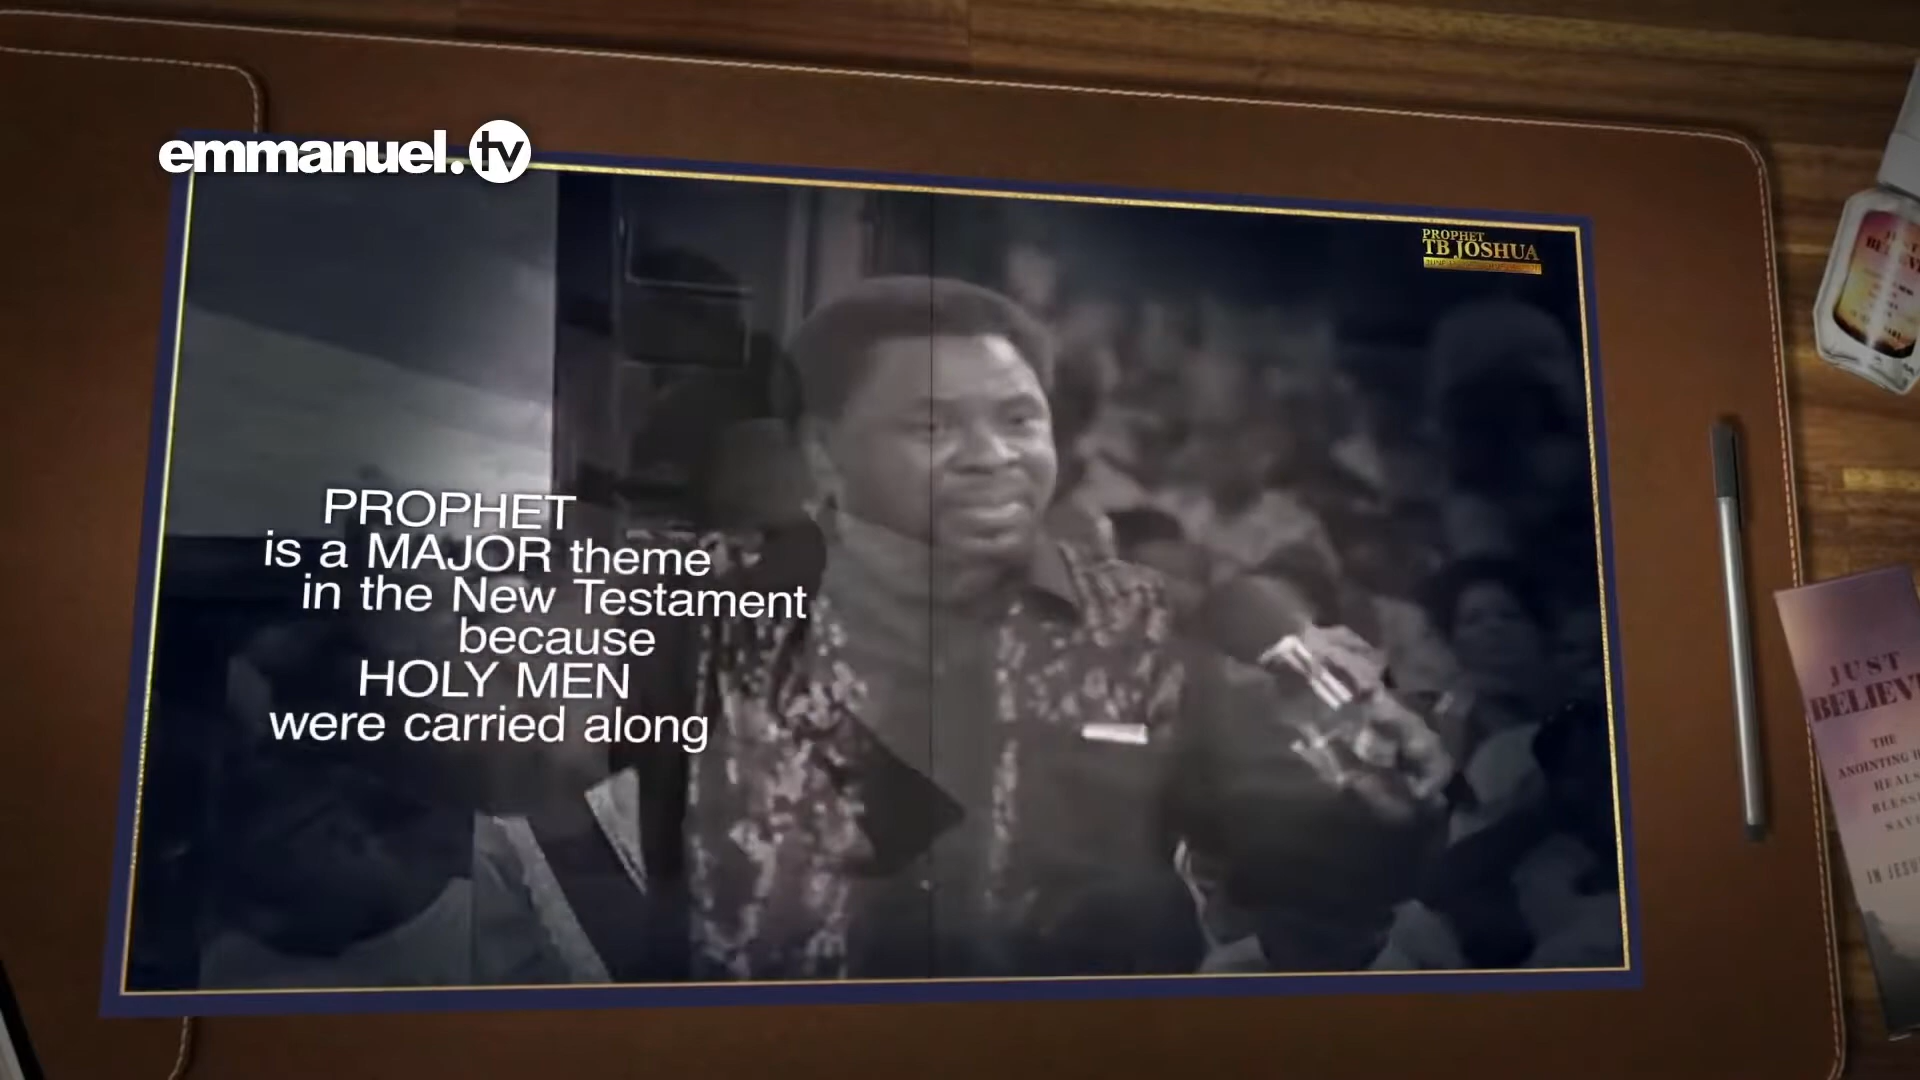 emmanuel.tv
PROPHET
TB JOSHUA
PROPHET
is a MAJOR theme
in the New Testament
because
HOLY MEN
were carried along
JUST
BELIEVE
THE
ANOINTING
HEALS
IN